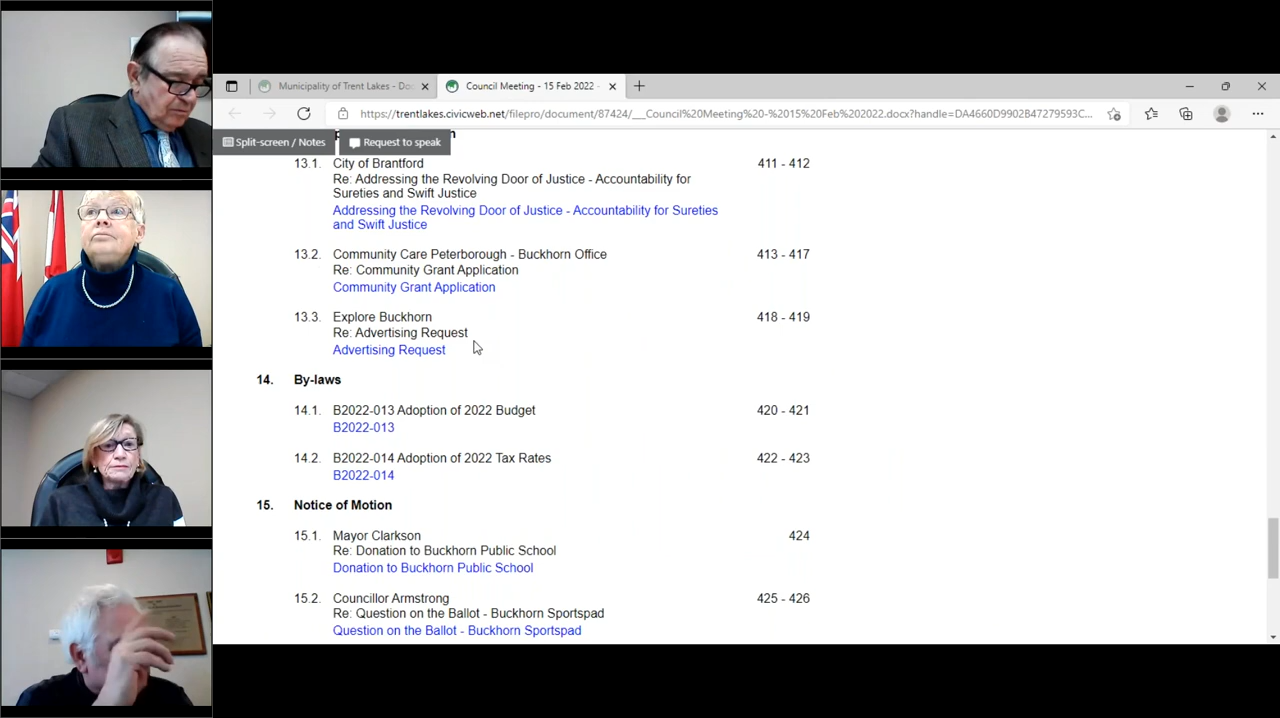 Municipality of Trent Lakes - Do
Council Meeting - 15 Feb 2022 -
https://trentlakes.civicweb.net/filepro/document/87424/__Council%20Meeting%20-%2015%20Feb%202022.docx?handle=DA4660D9902B47279593C...
Split-screen / Notes
Request to speak
13.1. City of Brantford 411 - 412
Re: Addressing the Revolving Door of Justice - Accountability for
Sureties and Swift Justice
Addressing the Revolving Door of Justice - Accountability for Sureties
and Swift Justice
13.2. Community Care Peterborough - Buckhorn Office 413 - 417
Re: Community Grant Application
Community Grant Application
13.3. Explore Buckhorn 418 - 419
Re: Advertising Request
Advertising Request
14. By-laws
14.1. B2022-013 Adoption of 2022 Budget 420 - 421
B2022-013
14.2. B2022-014 Adoption of 2022 Tax Rates 422 - 423
B2022-014
15. Notice of Motion
15.1. Mayor Clarkson 424
Re: Donation to Buckhorn Public School
Donation to Buckhorn Public School
15.2. Councillor Armstrong 425 - 426
Re: Question on the Ballot - Buckhorn Sportspad
Question on the Ballot - Buckhorn Sportspad